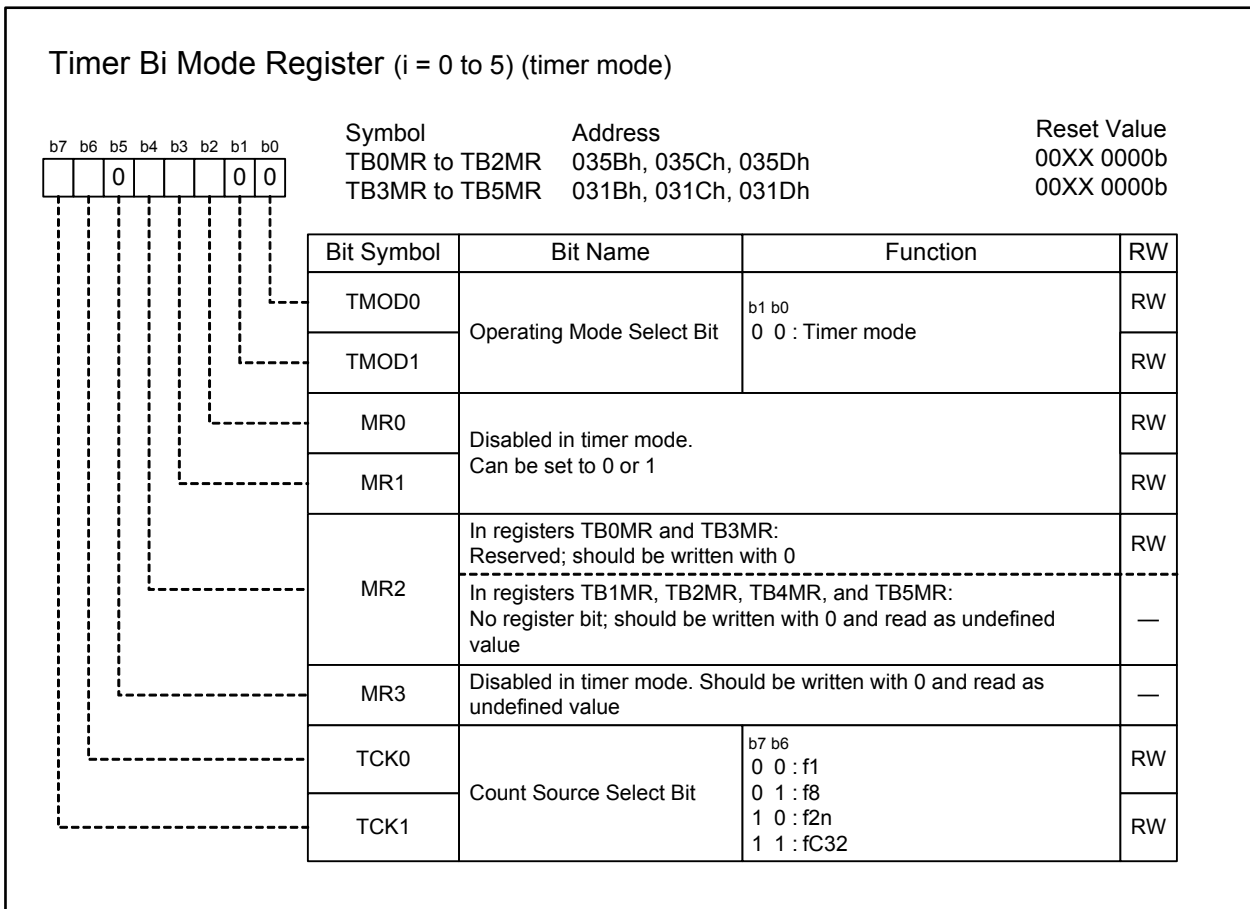 Timer Bi Mode Register (i = 0 to 5) (timer mode)
b7 b6 b5 b4 b3 b2 b1 b0
0 0 0
Symbol Address Reset Value
TB0MR to TB2MR 035Bh, 035Ch, 035Dh 00XX 0000b
TB3MR to TB5MR 031Bh, 031Ch, 031Dh 00XX 0000b
Bit Symbol Bit Name Function RW
TMOD0 RW
Operating Mode Select Bit
b1 b0
0 0 : Timer mode
TMOD1 RW
MR0 RW
Disabled in timer mode.
Can be set to 0 or 1
MR1 RW
MR2
In registers TB0MR and TB3MR:
Reserved; should be written with 0
RW
In registers TB1MR, TB2MR, TB4MR, and TB5MR:
No register bit; should be written with 0 and read as undefined
value
—
MR3
Disabled in timer mode. Should be written with 0 and read as
undefined value
—
TCK0 RW
Count Source Select Bit
b7 b6
0 0 : f1
0 1 : f8
1 0 : f2n
1 1 : fC32
TCK1 RW